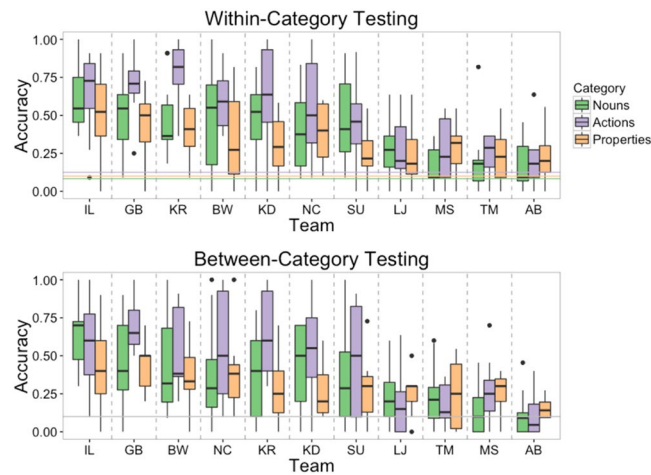 Within-Category Testing
1.00
0.75
0.50
0.25
0.00
Accuracy
IL GB KR BW KD NC SU LJ MS TM AB
Team
Category
Nouns
Actions
Properties
Between-Category Testing
1.00
0.75
0.50
0.25
0.00
Accuracy
IL GB BW NC KR KD SU LJ TM MS AB
Team